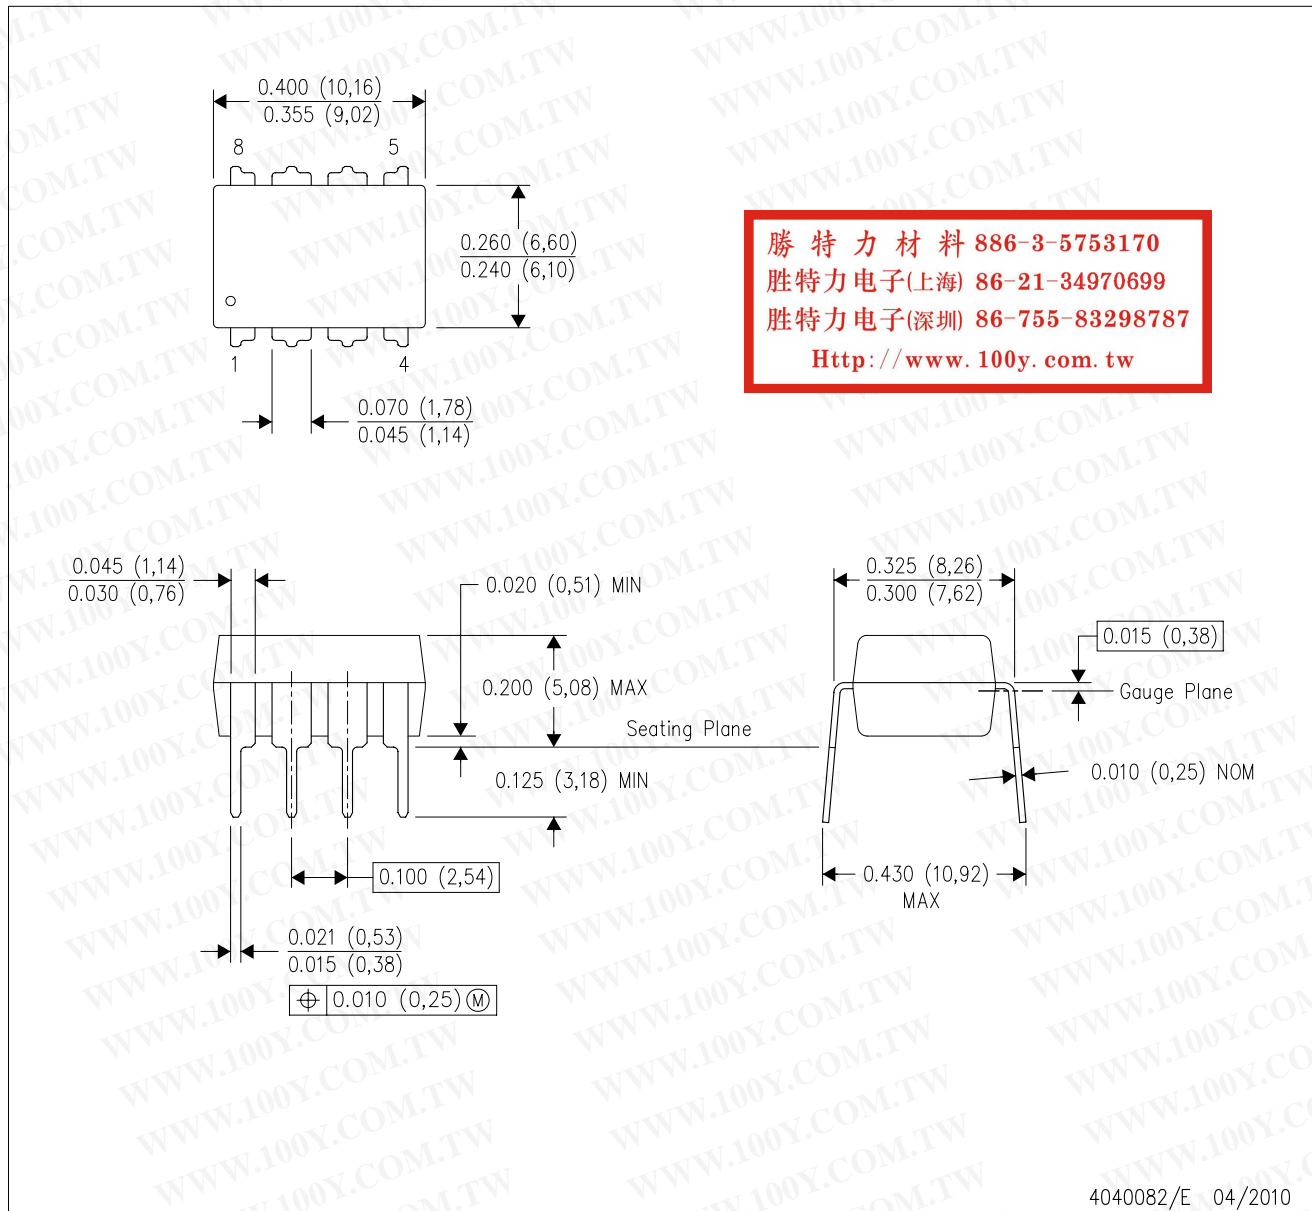 0.400 (10,16)
0.355 (9,02)
8 5
0.260 (6,60)
0.240 (6,10)
1 4
0.070 (1,78)
0.045 (1,14)
勝特力材料 886-3-5753170
胜特力电子(上海) 86-21-34970699
胜特力电子(深圳) 86-755-83298787
Http://www.100y.com.tw
0.045 (1,14)
0.030 (0,76)
0.020 (0,51) MIN
0.200 (5,08) MAX
Seating Plane
0.125 (3,18) MIN
0.100 (2,54)
0.021 (0,53)
0.015 (0,38)
⌖ 0.010 (0,25) Ⓜ
0.325 (8,26)
0.300 (7,62)
0.015 (0,38)
Gauge Plane
0.010 (0,25) NOM
0.430 (10,92)
MAX
4040082/E 04/2010
WWW.100Y.COM.TW